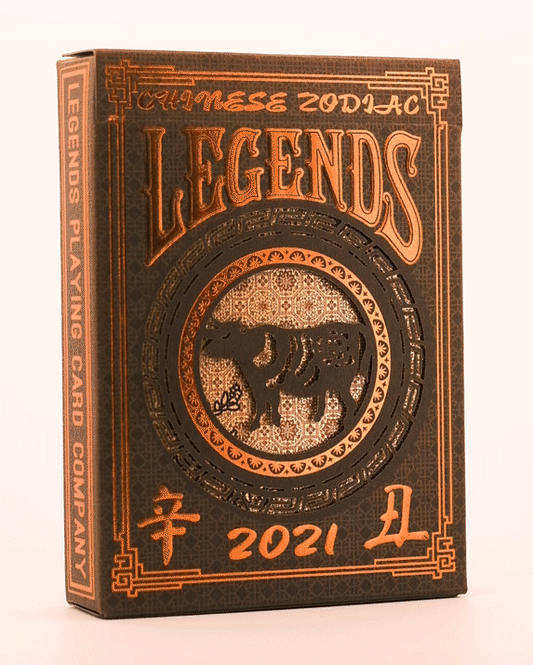 CHINESE ZODIAC
LEGENDS
辛 2021 丑
LEGENDS PLAYING CARD COMPANY